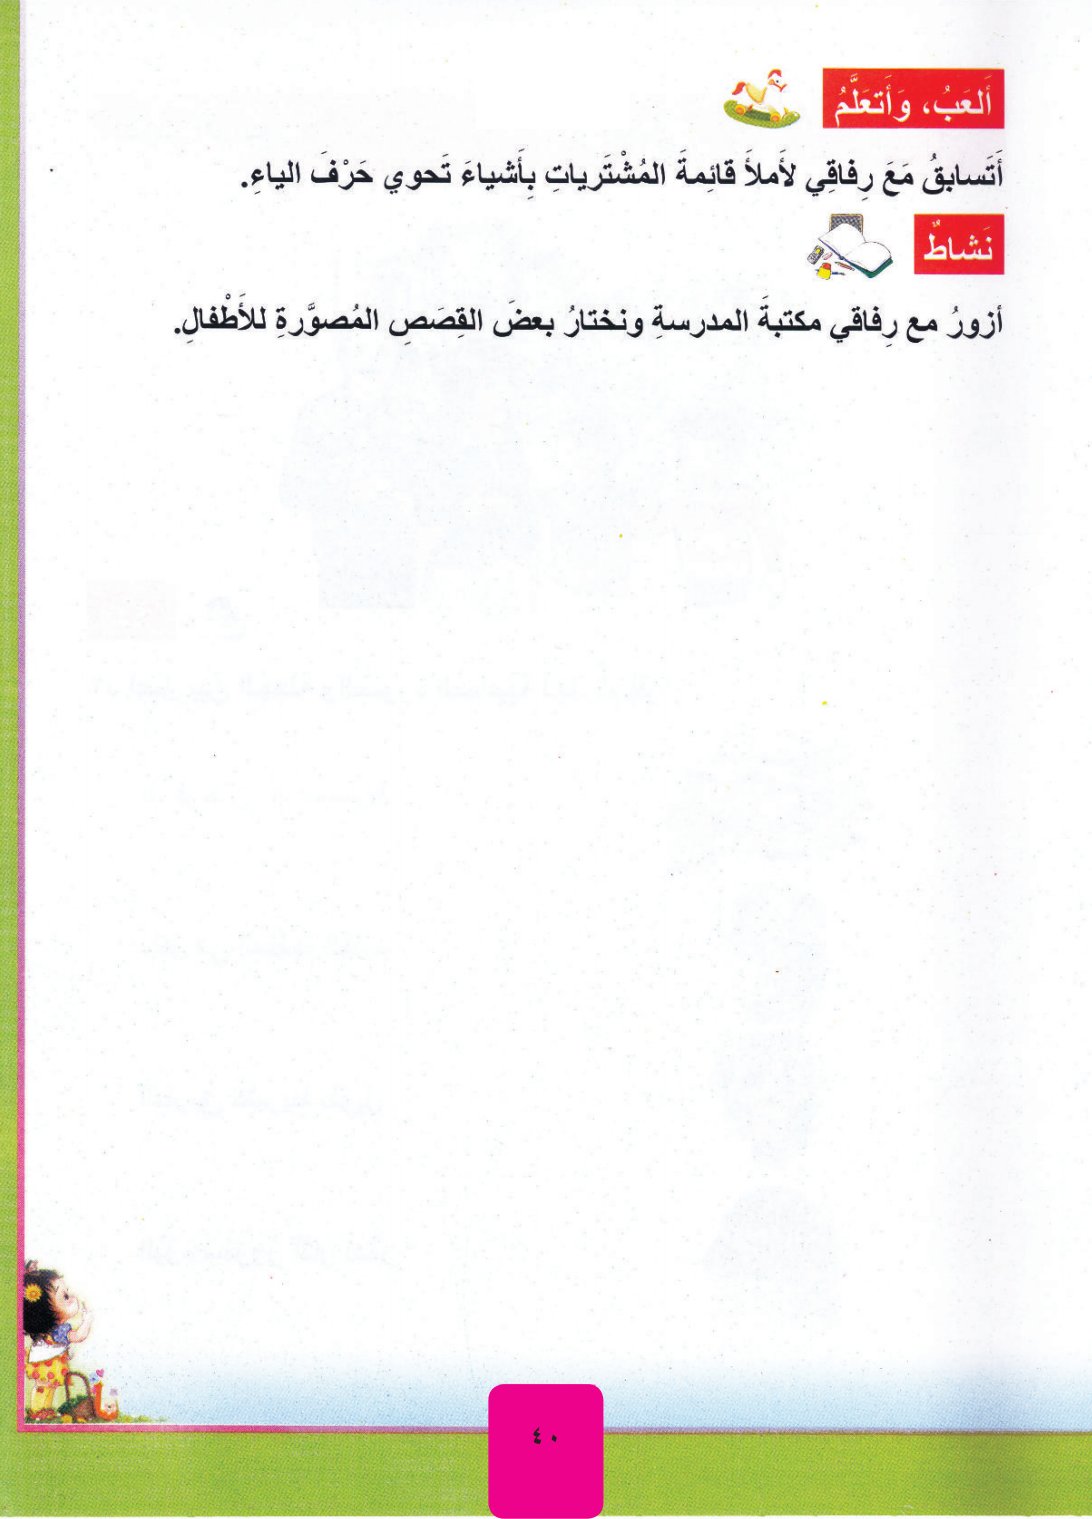 أَلعَبُ، وَأَتعَلَّمُ
أَتَسابقُ مَعَ رِفاقِي لأَملأَ قائِمةَ المُشْتَرياتِ بِأَشياءَ تَحوي حَرْفَ الياءِ.
نَشاطٌ
أزورُ مع رِفاقي مكتبةَ المدرسةِ ونختارُ بعضَ القِصَصِ المُصوَّرةِ للأَطْفالِ.
٤٠